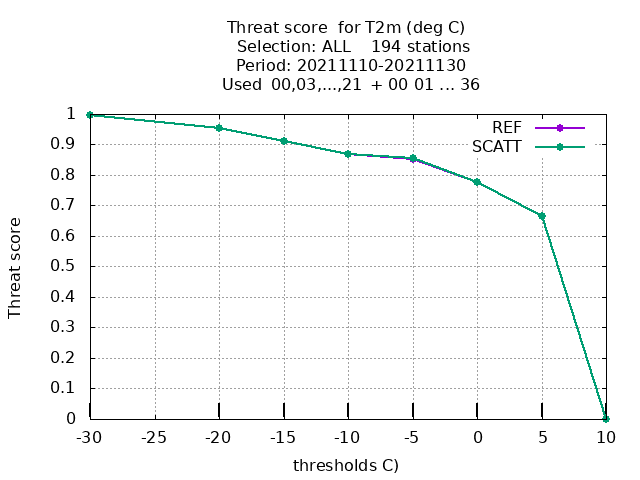 Threat score  for T2m (deg C)
Selection: ALL    194 stations
Period: 20211110-20211130
Used  00,03,...,21  + 00 01 ... 36
REF
SCATT
1
0.9
0.8
0.7
0.6
0.5
0.4
0.3
0.2
0.1
0
Threat score
-30 -25 -20 -15 -10 -5 0 5 10
thresholds C)